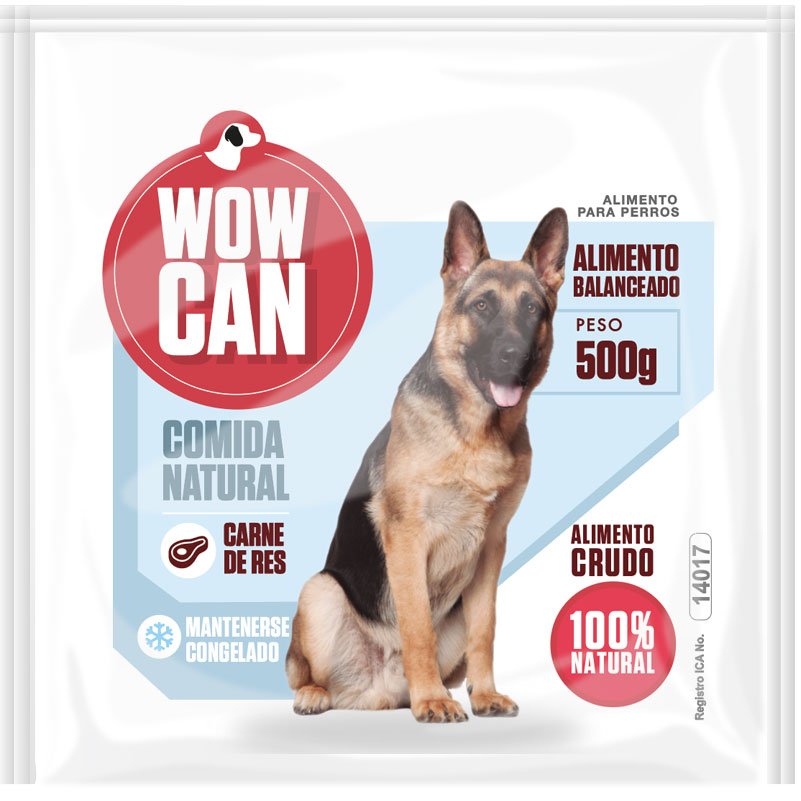 WOW
CAN
ALIMENTO
PARA PERROS
ALIMENTO
BALANCEADO
PESO
500g
COMIDA
NATURAL
CARNE
DE RES
MANTENERSE
CONGELADO
ALIMENTO
CRUDO
100%
NATURAL
Registro ICA No. 14017